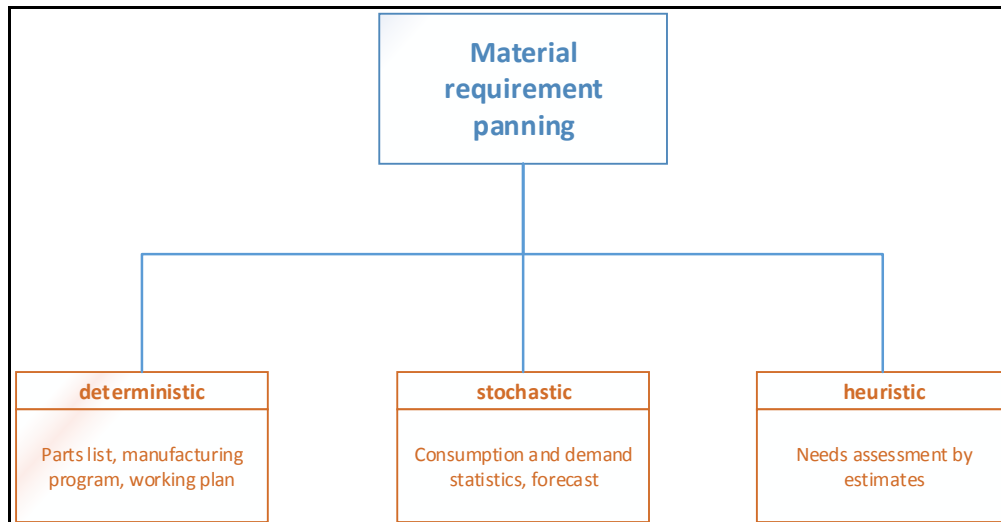 Material
requirement
panning
deterministic
Parts list, manufacturing
program, working plan
stochastic
Consumption and demand
statistics, forecast
heuristic
Needs assessment by
estimates